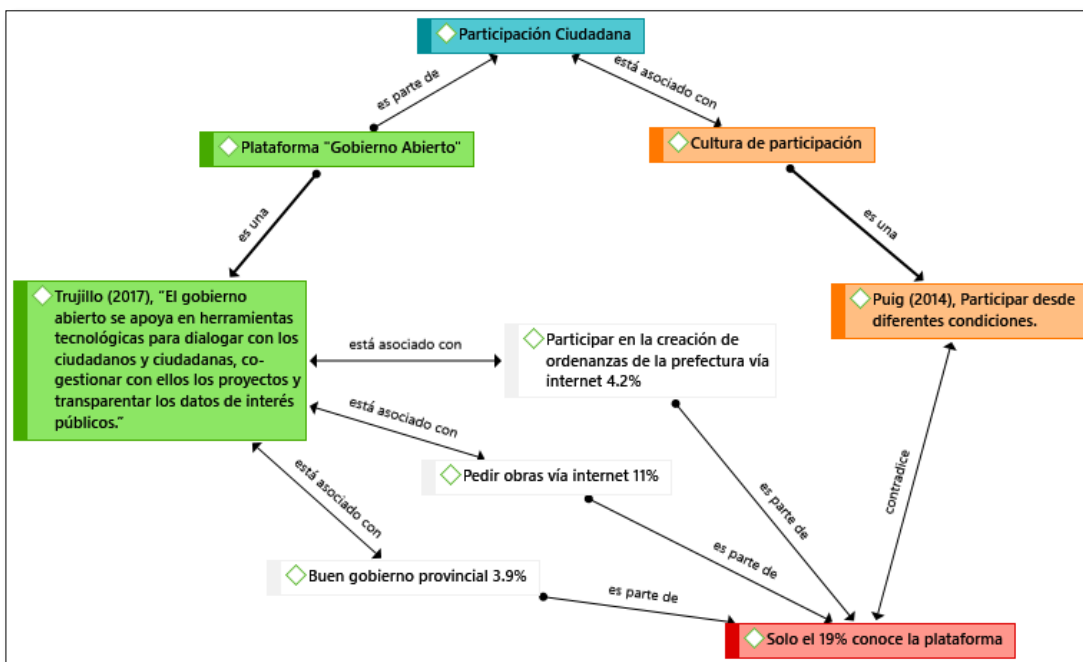 Participación Ciudadana
es parte de
está asociado con
Plataforma "Gobierno Abierto"
Cultura de participación
es una
es una
Trujillo (2017), "El gobierno
abierto se apoya en herramientas
tecnológicas para dialogar con los
ciudadanos y ciudadanas, co-
gestionar con ellos los proyectos y
transparentar los datos de interés
públicos."
Puig (2014), Participar desde
diferentes condiciones.
está asociado con
Participar en la creación de
ordenanzas de la prefectura vía
internet 4.2%
está asociado con
Pedir obras vía internet 11%
está asociado con
es parte de
contradice
es parte de
Buen gobierno provincial 3.9%
es parte de
Solo el 19% conoce la plataforma